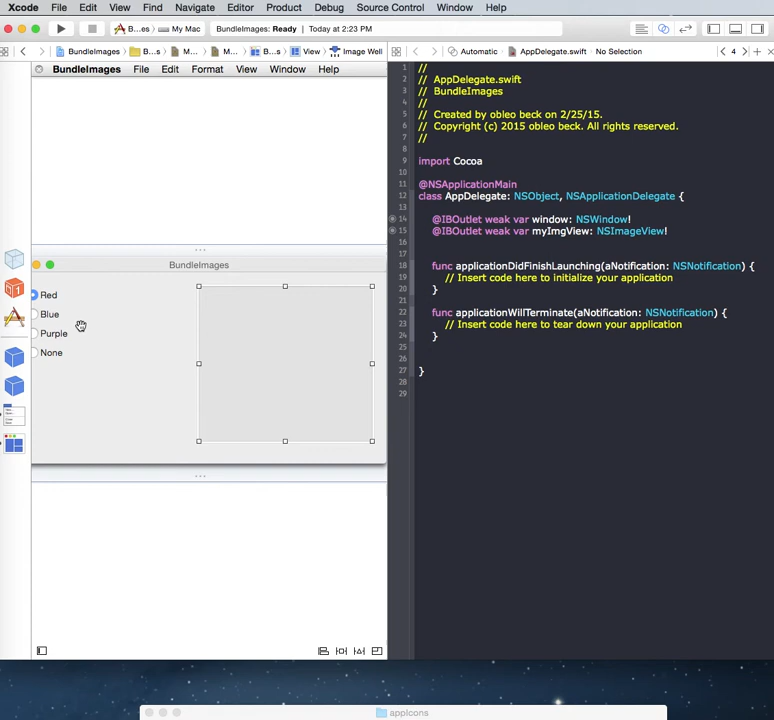 Xcode File Edit View Find Navigate Editor Product Debug Source Control Window Help
B...es My Mac BundleImages: Ready Today at 2:23 PM
BundleImages B... M... M... B...s View Image Well
Automatic AppDelegate.swift No Selection 4
BundleImages File Edit Format View Window Help
BundleImages
Red
Blue
Purple
None
1 //
2 // AppDelegate.swift
3 // BundleImages
4 //
5 // Created by obleo beck on 2/25/15.
6 // Copyright (c) 2015 obleo beck. All rights reserved.
7 //
8
9 import Cocoa
10
11 @NSApplicationMain
12 class AppDelegate: NSObject, NSApplicationDelegate {
13
14 @IBOutlet weak var window: NSWindow!
15 @IBOutlet weak var myImgView: NSImageView!
16
17
18 func applicationDidFinishLaunching(aNotification: NSNotification) {
19 // Insert code here to initialize your application
20 }
21
22 func applicationWillTerminate(aNotification: NSNotification) {
23 // Insert code here to tear down your application
24 }
25
26
27 }
28
29
appIcons